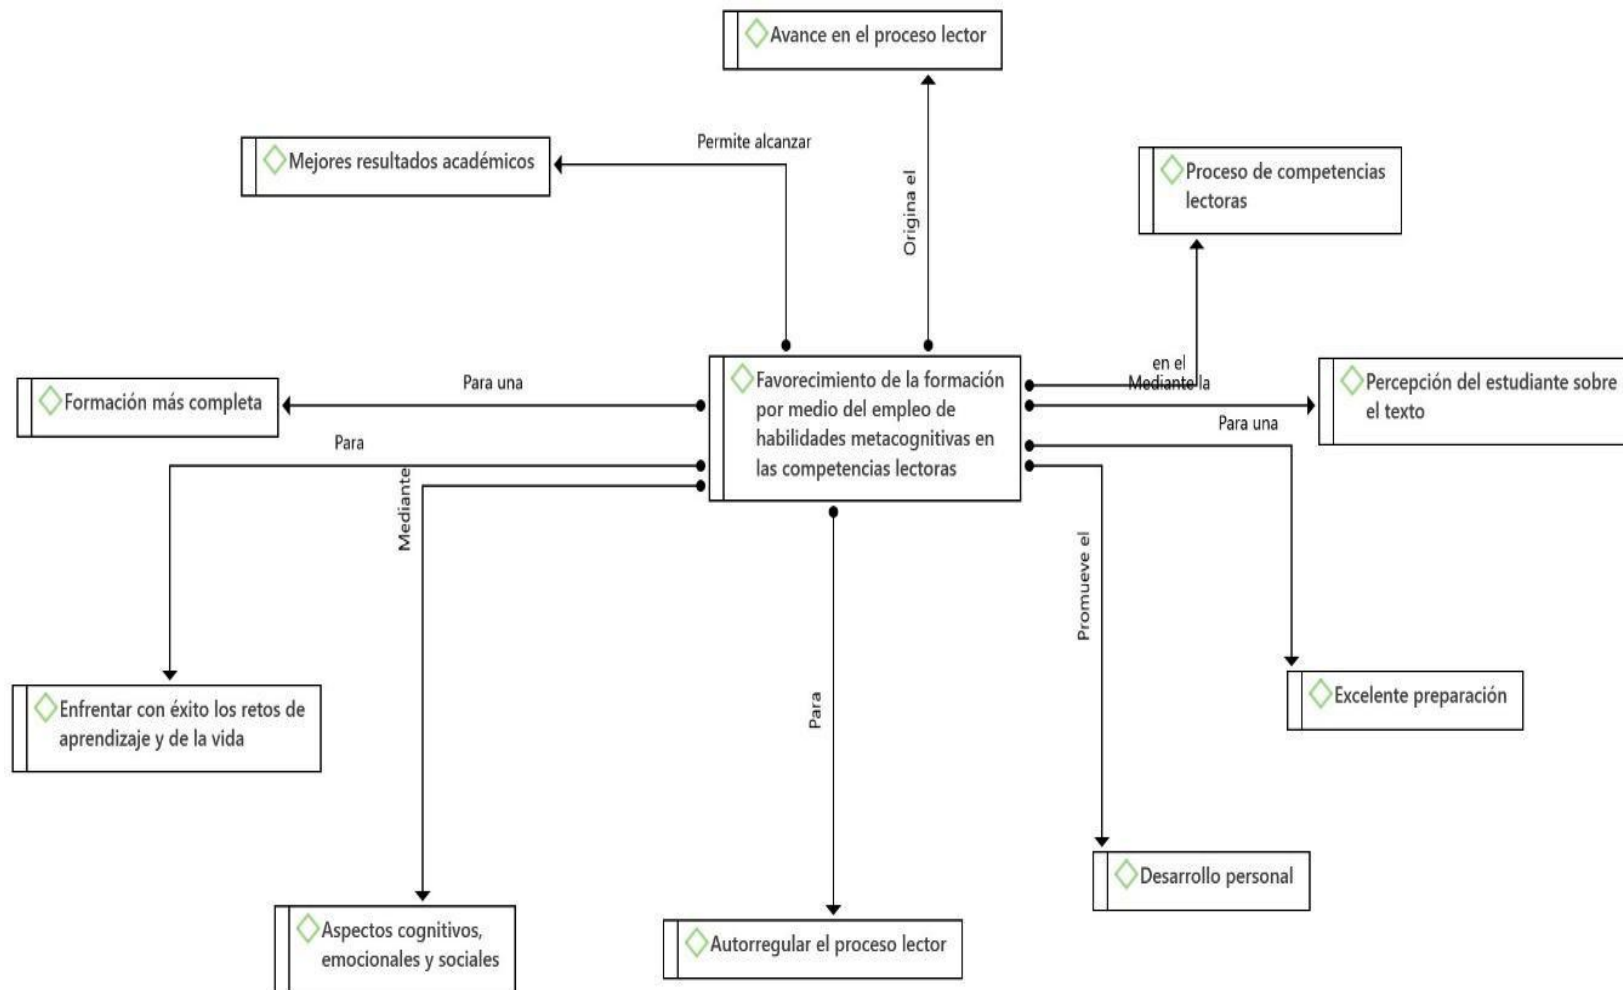 Avance en el proceso lector
Permite alcanzar
Mejores resultados académicos
Origina el
Proceso de competencias
lectoras
en el
Mediante la
Favorecimiento de la formación
por medio del empleo de
habilidades metacognitivas en
las competencias lectoras
Percepción del estudiante sobre
el texto
Para una
Formación más completa
Para una
Para
Mediante
Promueve el
Enfrentar con éxito los retos de
aprendizaje y de la vida
Para
Excelente preparación
Desarrollo personal
Aspectos cognitivos,
emocionales y sociales
Autorregular el proceso lector